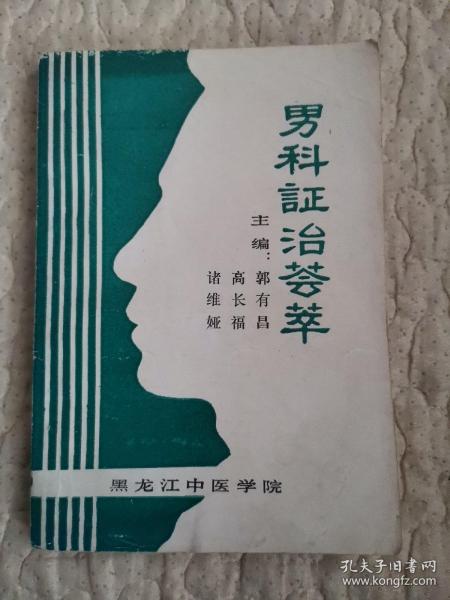 男科証治荟萃
主编：
郭有昌
高长福
诸维娅
黑龙江中医学院
孔夫子旧书网
www.kongfz.com